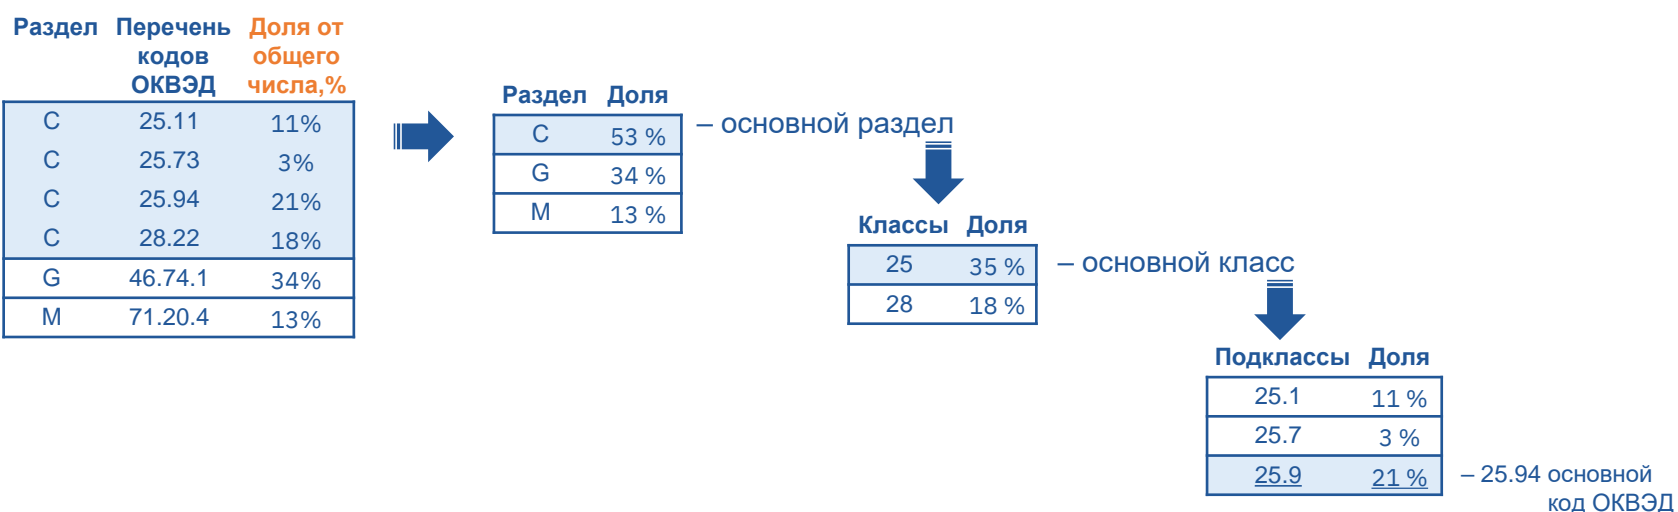 Раздел Перечень кодов ОКВЭД Доля от общего числа,%
C 25.11 11%
C 25.73 3%
C 25.94 21%
C 28.22 18%
G 46.74.1 34%
M 71.20.4 13%
Раздел Доля
C 53 % – основной раздел
G 34 %
M 13 %
Классы Доля
25 35 % – основной класс
28 18 %
Подклассы Доля
25.1 11 %
25.7 3 %
25.9 21 % – 25.94 основной
код ОКВЭД